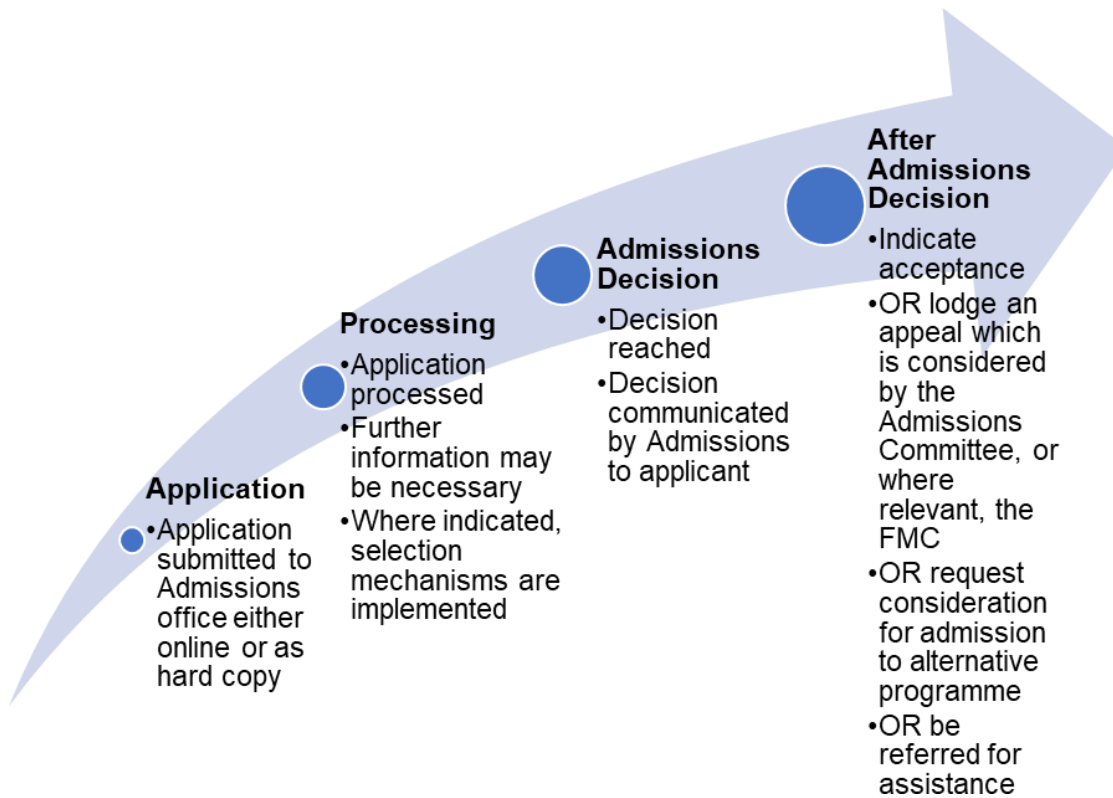 Application
•Application
submitted to
Admissions
office either
online or as
hard copy
Processing
•Application
processed
•Further
information may
be necessary
•Where indicated,
selection
mechanisms are
implemented
Admissions
Decision
•Decision
reached
•Decision
communicated
by Admissions
to applicant
After
Admissions
Decision
•Indicate
acceptance
•OR lodge an
appeal which
is considered
by the
Admissions
Committee, or
where
relevant, the
FMC
•OR request
consideration
for admission
to alternative
programme
•OR be
referred for
assistance